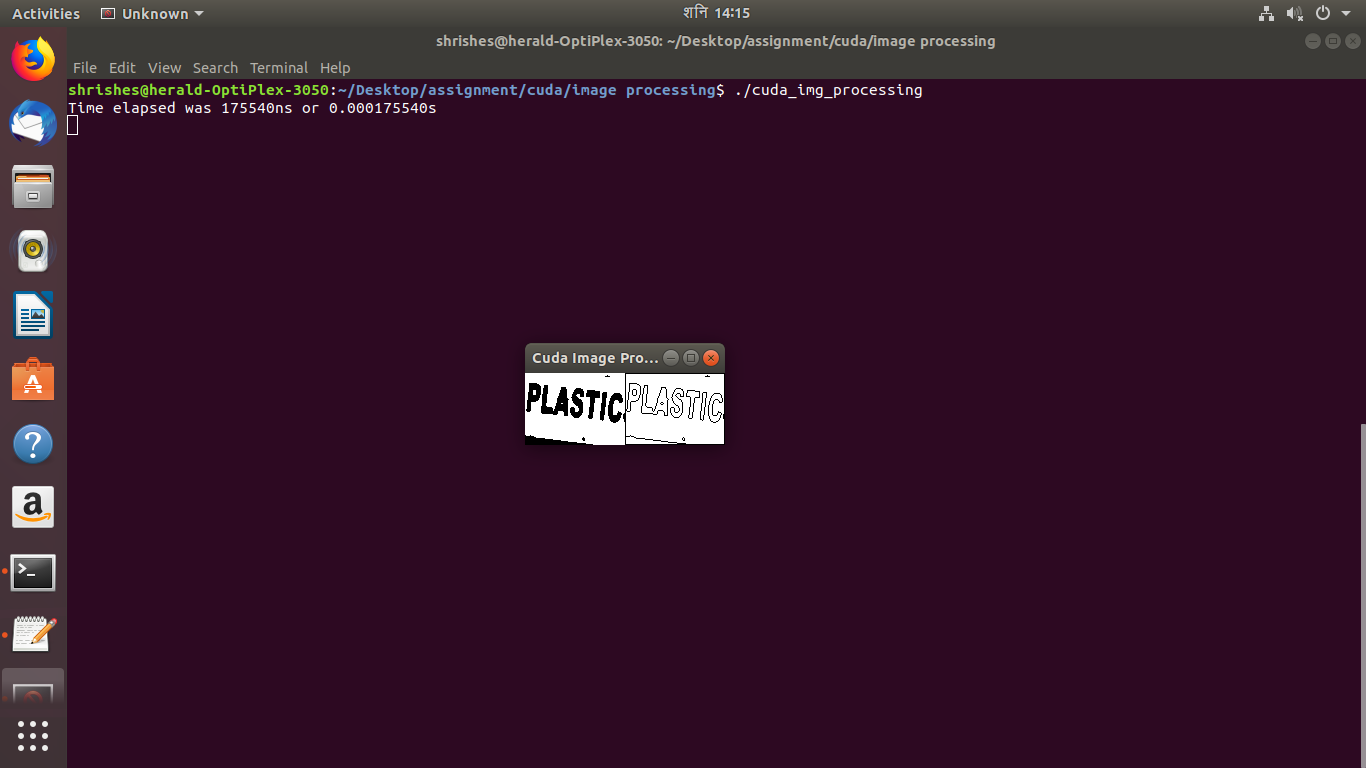 Activities Unknown शनि 14:15
shrishes@herald-OptiPlex-3050: ~/Desktop/assignment/cuda/image processing
File Edit View Search Terminal Help
shrishes@herald-OptiPlex-3050:~/Desktop/assignment/cuda/image processing$ ./cuda_img_processing
Time elapsed was 175540ns or 0.000175540s
Cuda Image Pro...
PLASTIC PLASTIC